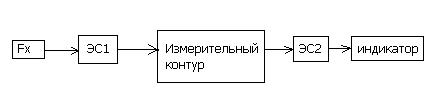 Fx
ЭС1
Измерительный
контур
ЭС2
индикатор